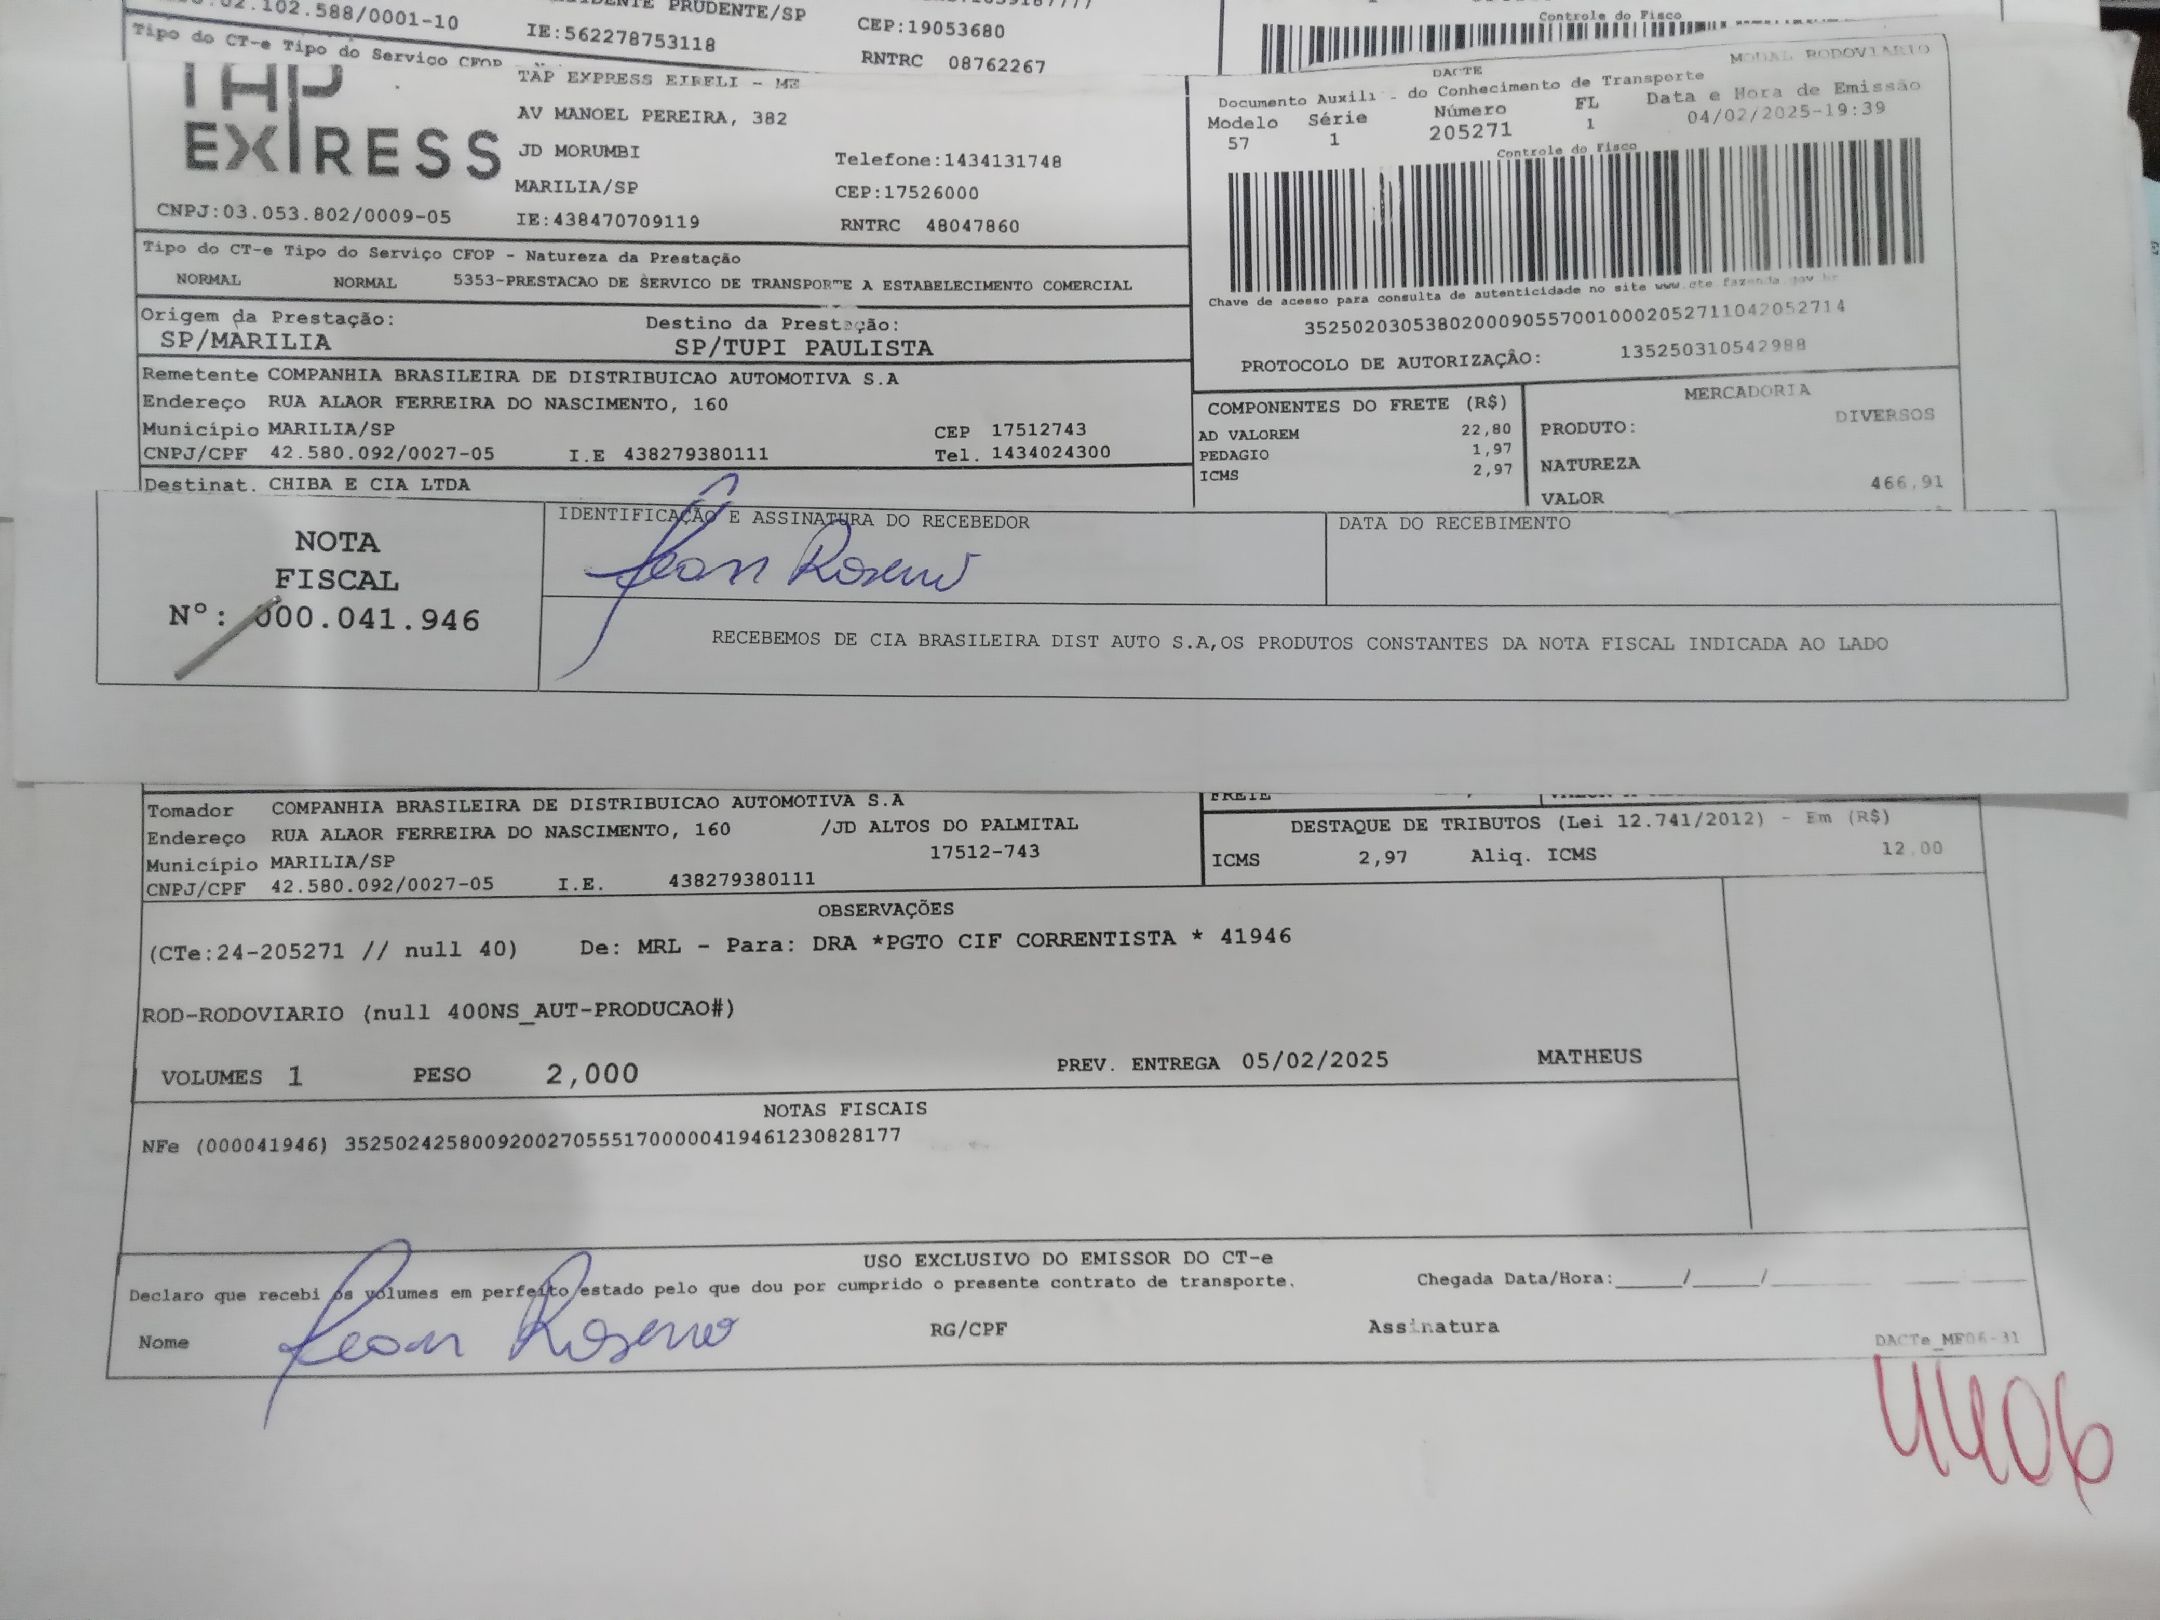 .102.588/0001-10
PRUDENTE/SP
IE:562278753118
CEP:19053680
RNTRC 08762267
Controle do Fisco
Tipo do CT-e Tipo do Serviço CFOP
TAP EXPRESS
TAP EXPRESS EIRELI - ME
AV MANOEL PEREIRA, 382
JD MORUMBI
Telefone:1434131748
MARILIA/SP
CEP:17526000
CNPJ:03.053.802/0009-05
IE:438470709119
RNTRC 48047860
MODAL RODOVIARIO
DACTE
Documento Auxili - do Conhecimento de Transporte
Modelo Série Número FL Data e Hora de Emissão
57 1 205271 1 04/02/2025-19:39
Controle do Fisco
Chave de acesso para consulta de autenticidade no site www.cte.fazenda.gov.br
35250203053802000905570010002052711042052714
PROTOCOLO DE AUTORIZAÇÃO: 135250310542988
Tipo do CT-e Tipo do Serviço CFOP - Natureza da Prestação
NORMAL NORMAL 5353-PRESTACAO DE SERVICO DE TRANSPORTE A ESTABELECIMENTO COMERCIAL
Origem da Prestação: Destino da Prestação:
SP/MARILIA SP/TUPI PAULISTA
Remetente COMPANHIA BRASILEIRA DE DISTRIBUICAO AUTOMOTIVA S.A
Endereço RUA ALAOR FERREIRA DO NASCIMENTO, 160
Município MARILIA/SP CEP 17512743
CNPJ/CPF 42.580.092/0027-05 I.E 438279380111 Tel. 1434024300
Destinat. CHIBA E CIA LTDA
COMPONENTES DO FRETE (R$)
AD VALOREM 22,80
PEDAGIO 1,97
ICMS 2,97
MERCADORIA
PRODUTO: DIVERSOS
NATUREZA
VALOR 466,91
NOTA
FISCAL
Nº: 000.041.946
IDENTIFICAÇÃO E ASSINATURA DO RECEBEDOR
DATA DO RECEBIMENTO
RECEBEMOS DE CIA BRASILEIRA DIST AUTO S.A,OS PRODUTOS CONSTANTES DA NOTA FISCAL INDICADA AO LADO
Tomador COMPANHIA BRASILEIRA DE DISTRIBUICAO AUTOMOTIVA S.A
Endereço RUA ALAOR FERREIRA DO NASCIMENTO, 160 /JD ALTOS DO PALMITAL
Município MARILIA/SP 17512-743
CNPJ/CPF 42.580.092/0027-05 I.E. 438279380111
FRETE
DESTAQUE DE TRIBUTOS (Lei 12.741/2012) - Em (R$)
ICMS 2,97 Aliq. ICMS 12.00
OBSERVAÇÕES
(CTe:24-205271 // null 40) De: MRL - Para: DRA *PGTO CIF CORRENTISTA * 41946
ROD-RODOVIARIO (null 400NS_AUT-PRODUCAO#)
VOLUMES 1 PESO 2,000 PREV. ENTREGA 05/02/2025 MATHEUS
NOTAS FISCAIS
NFe (000041946) 35250242580092002705551700000419461230828177
USO EXCLUSIVO DO EMISSOR DO CT-e
Declaro que recebi os volumes em perfeito estado pelo que dou por cumprido o presente contrato de transporte. Chegada Data/Hora:_____/_____/_____
Nome RG/CPF Assinatura
DACTe_MF06-31
4406